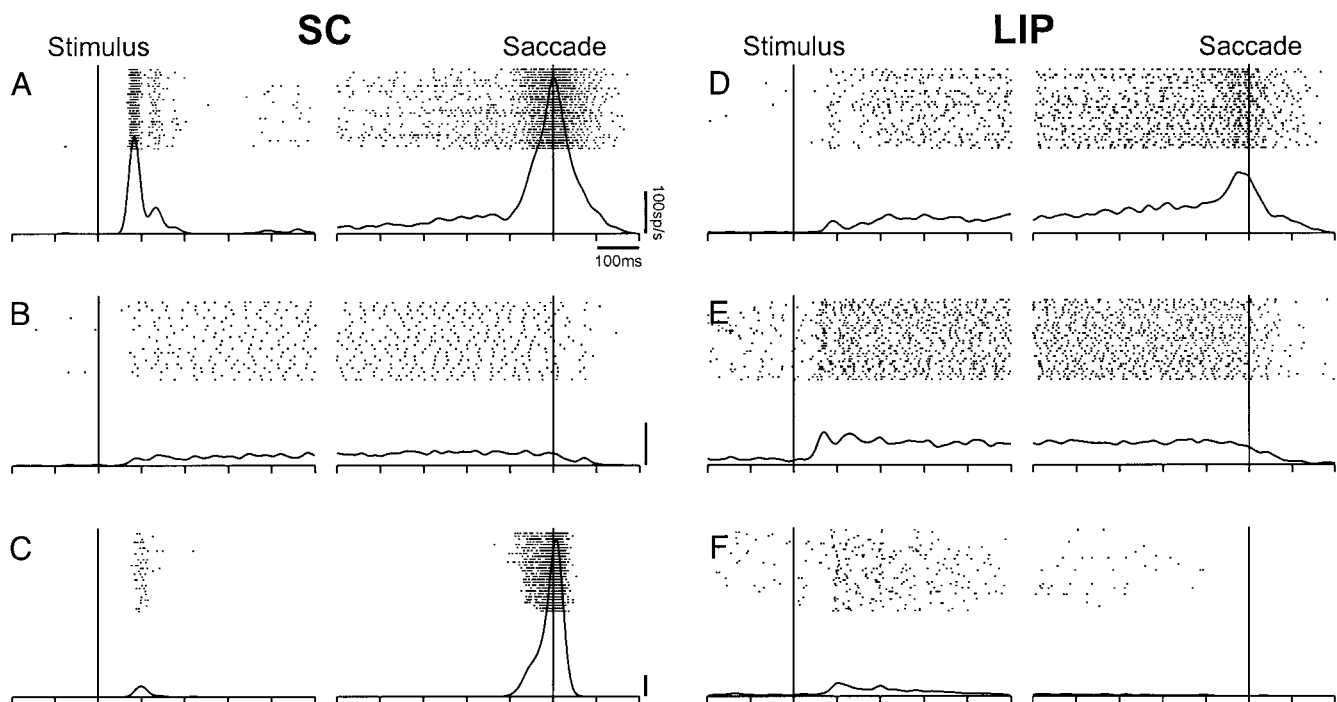 SC
LIP
Stimulus
Saccade
Stimulus
Saccade
A
D
100sp/s
100ms
B
E
C
F